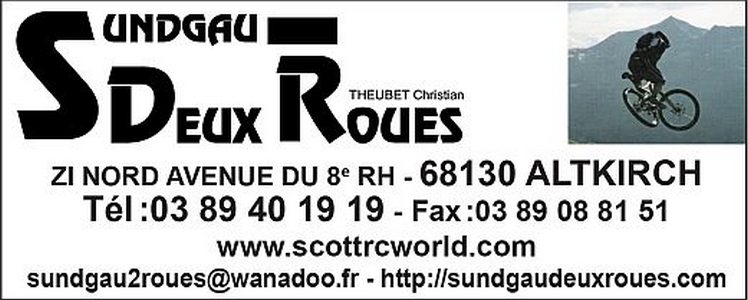 SUNDGAU
DEUX ROUES
THEUBET Christian
ZI NORD AVENUE DU 8e RH - 68130 ALTKIRCH
Tél :03 89 40 19 19 - Fax :03 89 08 81 51
www.scottrcworld.com
sundgau2roues@wanadoo.fr - http://sundgaudeuxroues.com